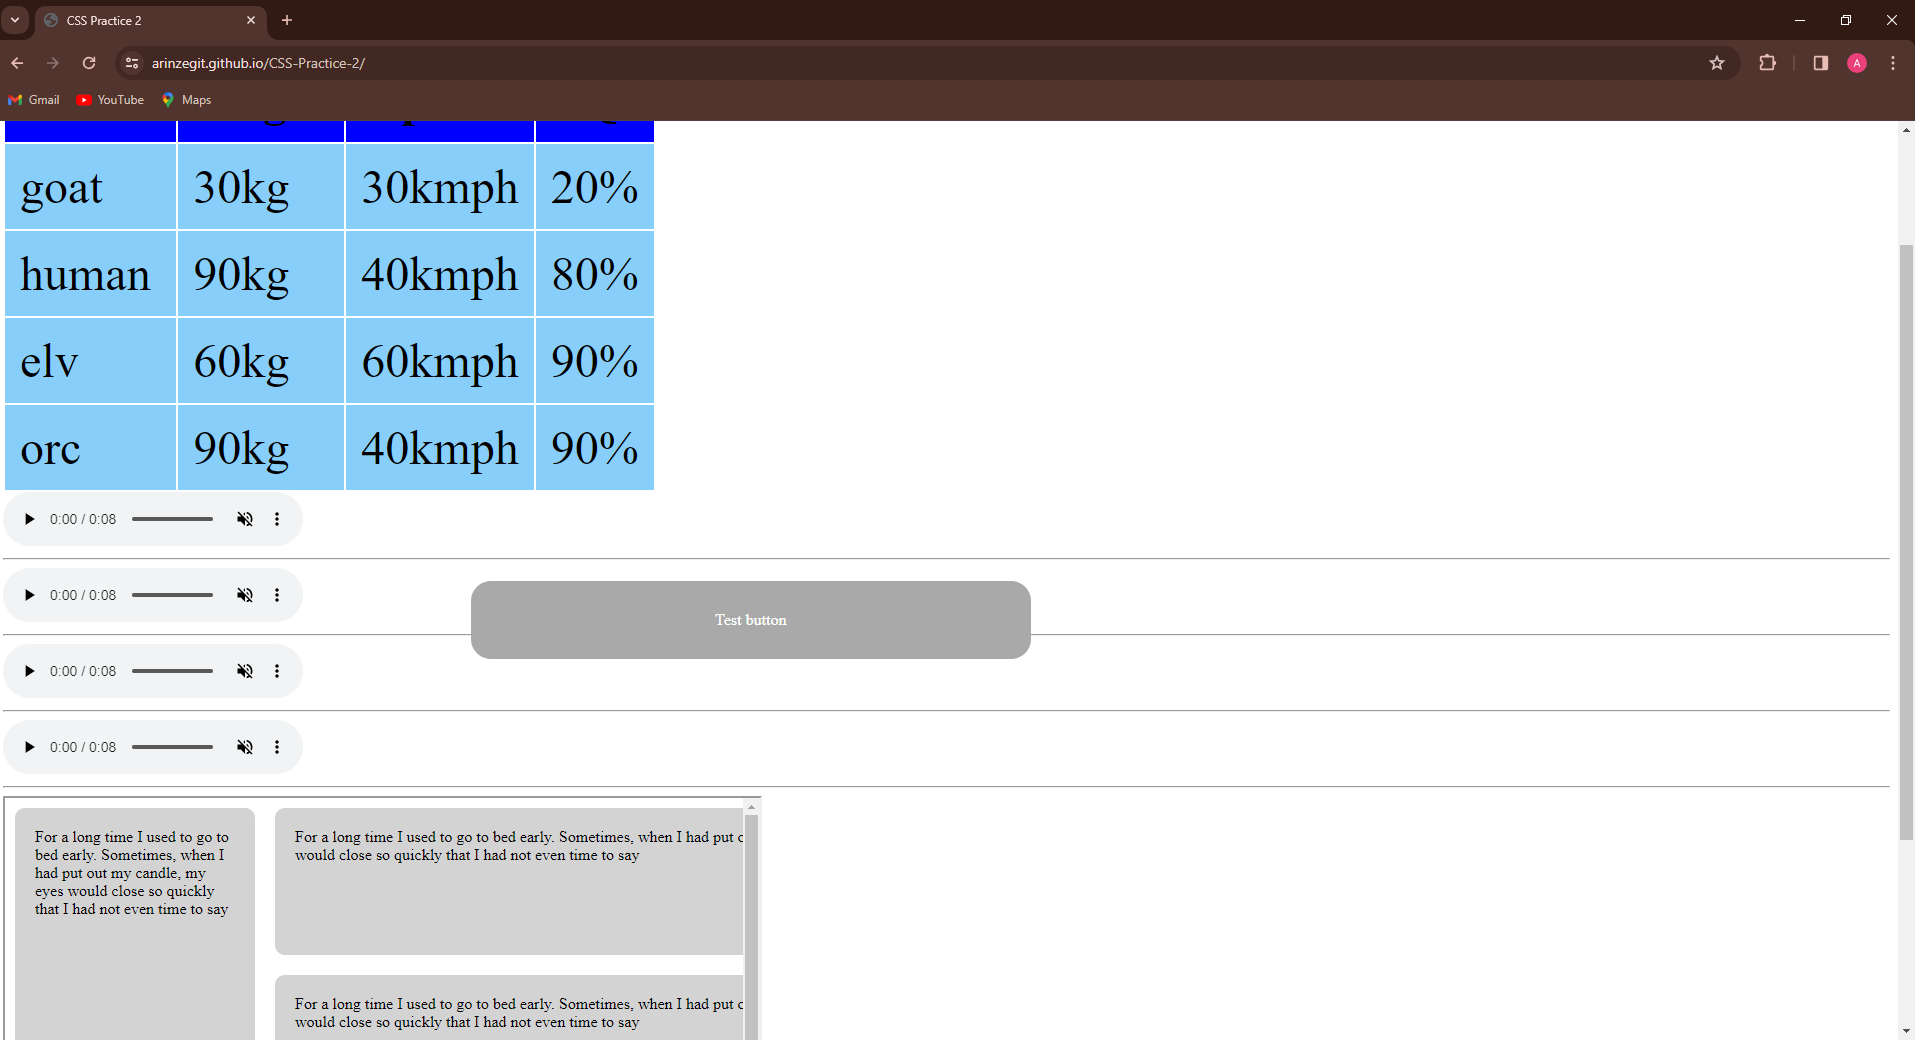 CSS Practice 2
arinzegit.github.io/CSS-Practice-2/
A
Gmail YouTube Maps
goat 30kg 30kmph 20%
human 90kg 40kmph 80%
elv 60kg 60kmph 90%
orc 90kg 40kmph 90%
0:00 / 0:08
0:00 / 0:08
Test button
0:00 / 0:08
0:00 / 0:08
For a long time I used to go to
bed early. Sometimes, when I
had put out my candle, my
eyes would close so quickly
that I had not even time to say
For a long time I used to go to bed early. Sometimes, when I had put
would close so quickly that I had not even time to say
For a long time I used to go to bed early. Sometimes, when I had put
would close so quickly that I had not even time to say